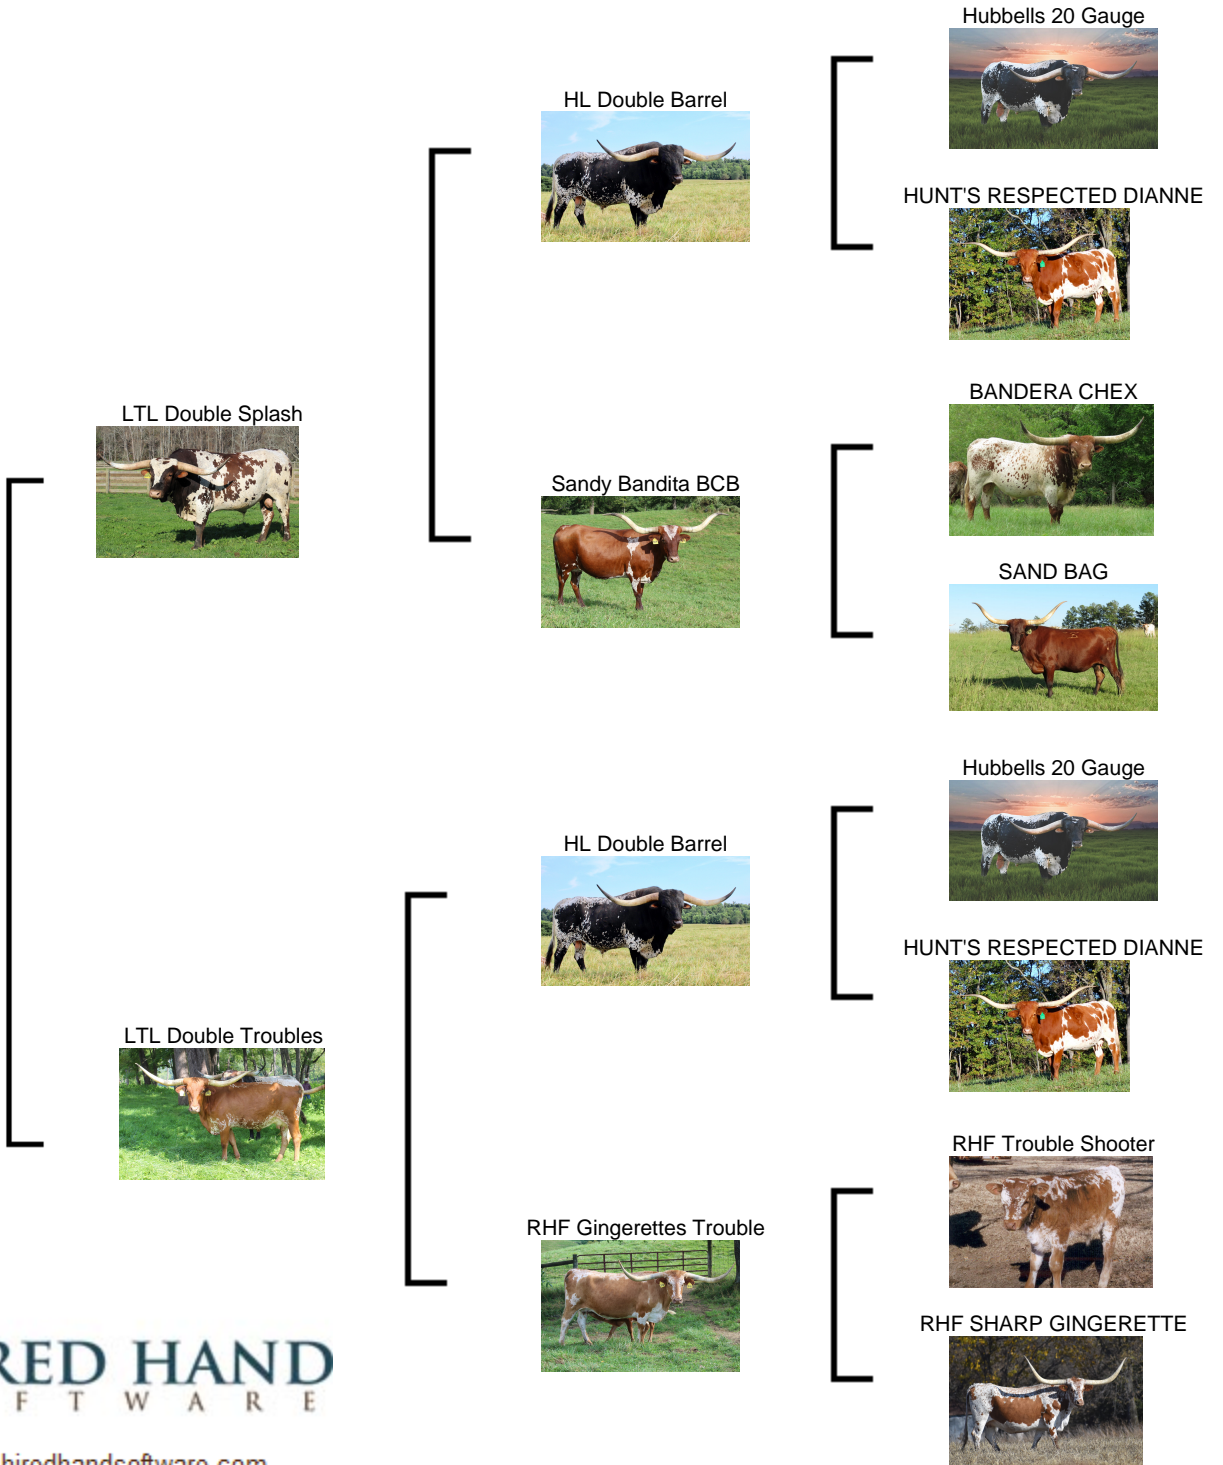 Hubbells 20 Gauge
HL Double Barrel
HUNT'S RESPECTED DIANNE
LTL Double Splash
BANDERA CHEX
Sandy Bandita BCB
SAND BAG
Hubbells 20 Gauge
HL Double Barrel
HUNT'S RESPECTED DIANNE
LTL Double Troubles
RHF Trouble Shooter
RHF Gingerettes Trouble
RHF SHARP GINGERETTE
RED HAND
F T W A R E
hiredhandsoftware.com